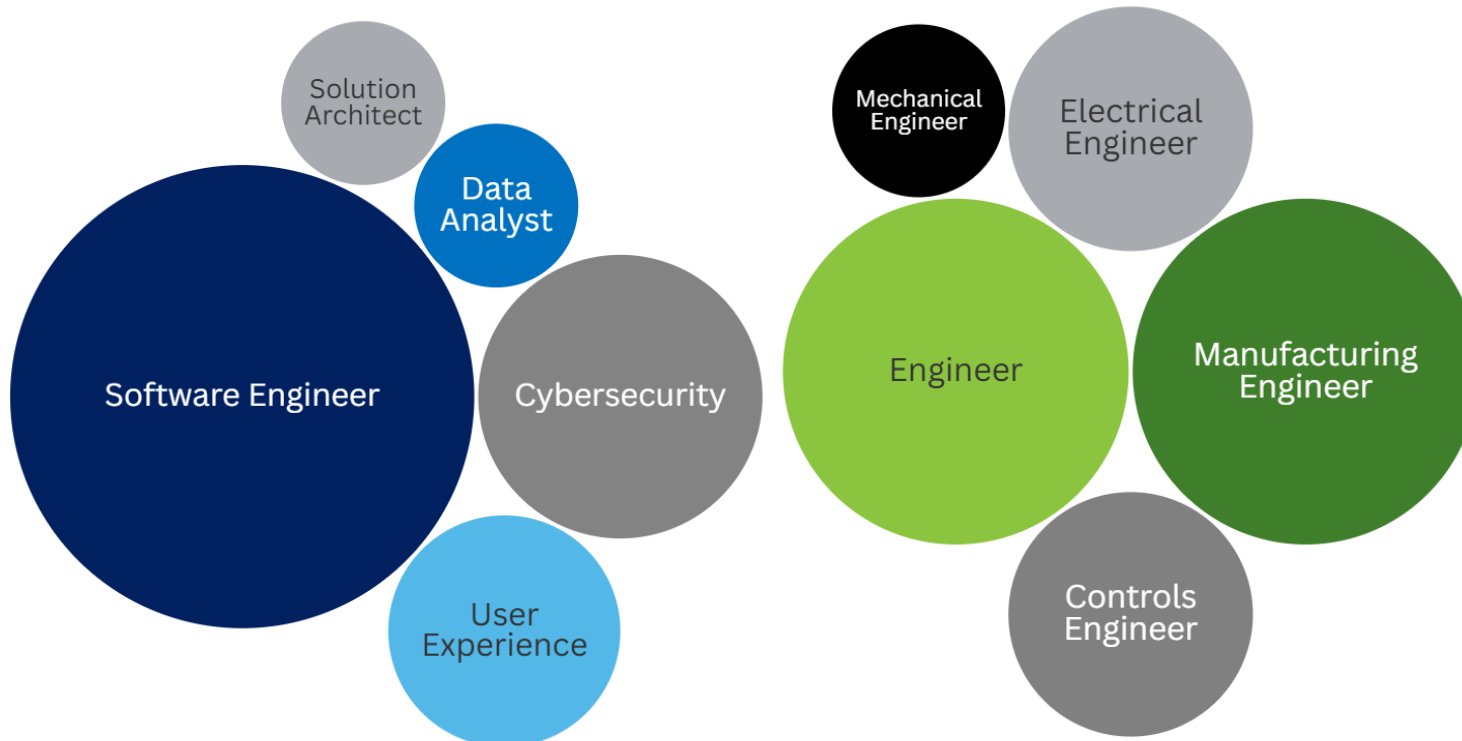 Solution
Architect
Data
Analyst
Software Engineer
Cybersecurity
User
Experience
Mechanical
Engineer
Electrical
Engineer
Engineer
Manufacturing
Engineer
Controls
Engineer